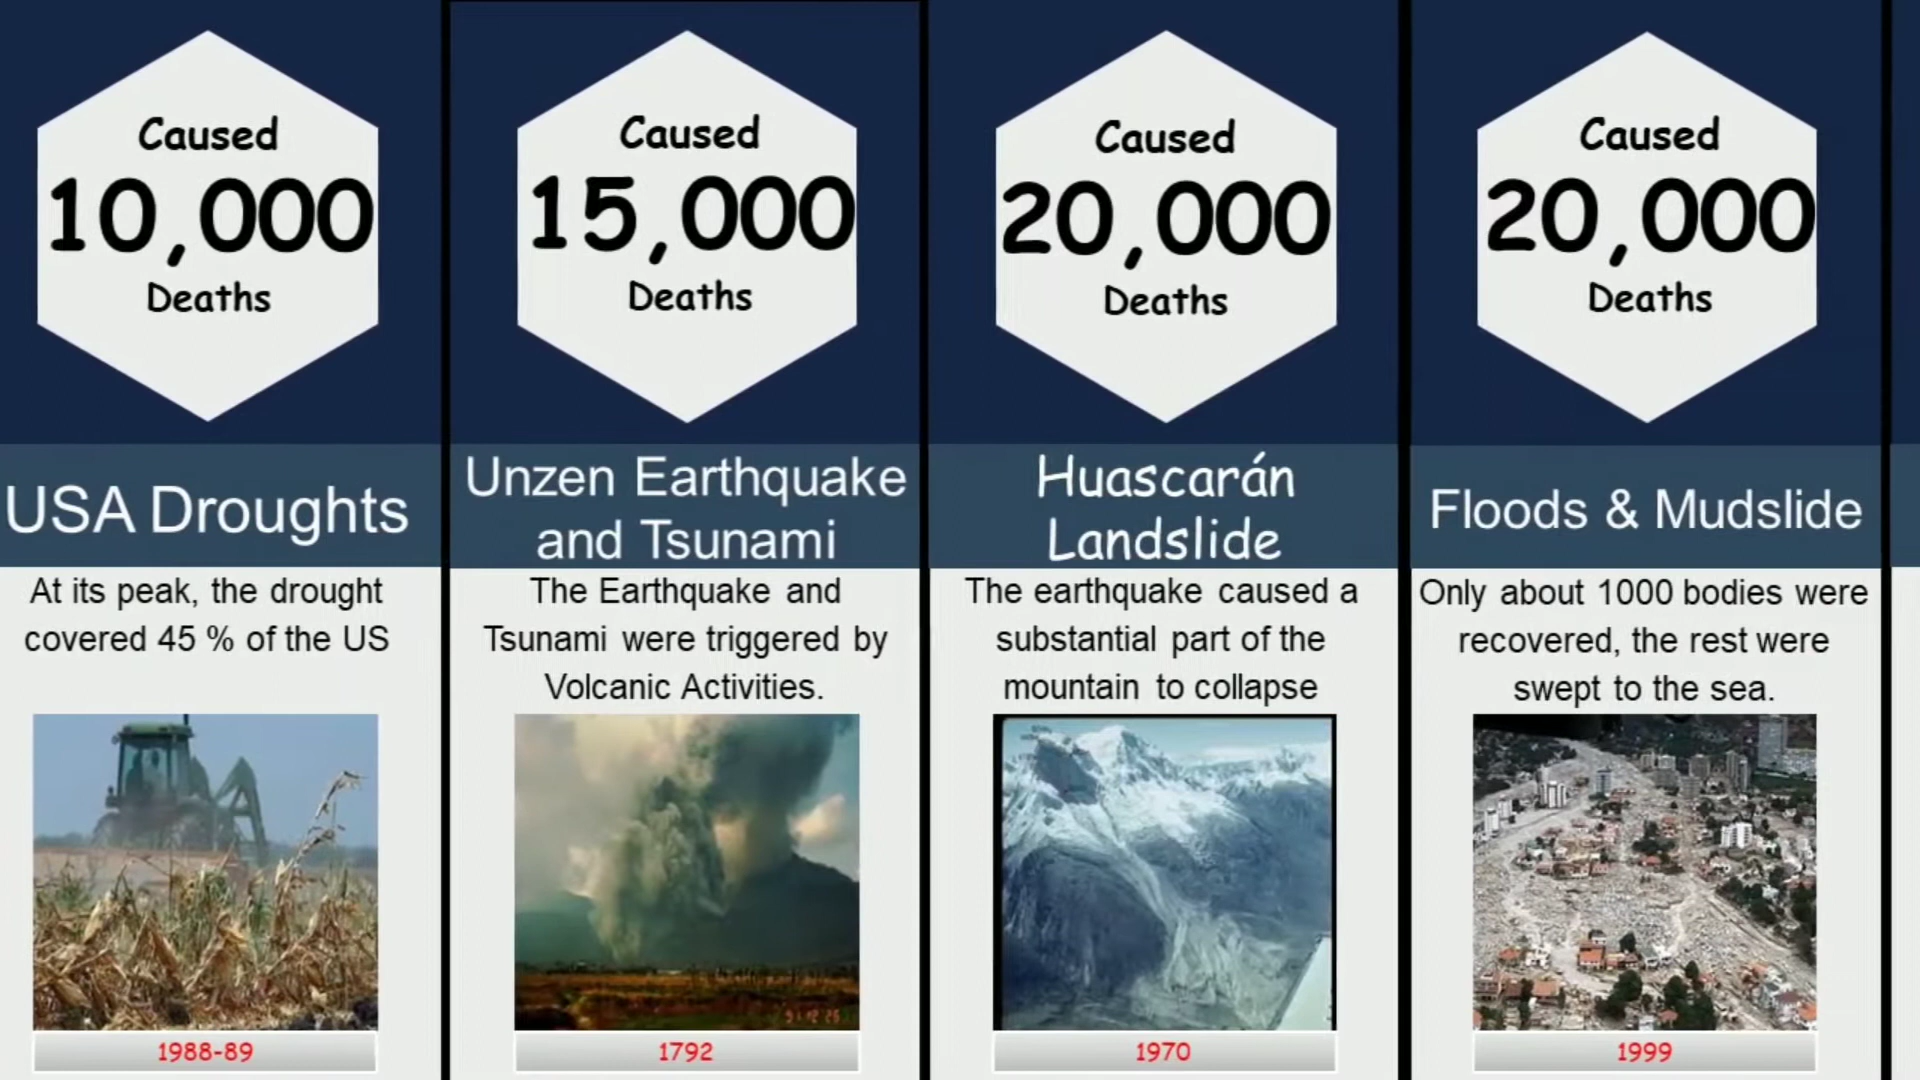 Caused
10,000
Deaths
USA Droughts
At its peak, the drought
covered 45 % of the US
1988-89
Caused
15,000
Deaths
Unzen Earthquake
and Tsunami
The Earthquake and
Tsunami were triggered by
Volcanic Activities.
91 12 26
1792
Caused
20,000
Deaths
Huascarán
Landslide
The earthquake caused a
substantial part of the
mountain to collapse
1970
Caused
20,000
Deaths
Floods & Mudslide
Only about 1000 bodies were
recovered, the rest were
swept to the sea.
1999